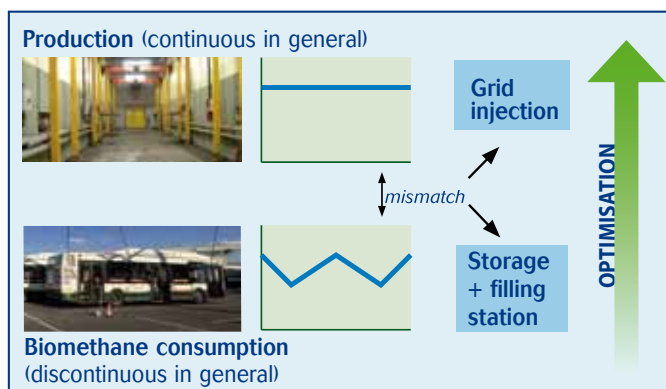 Production (continuous in general)
Grid
injection
mismatch
Storage
+ filling
station
OPTIMISATION
Biomethane consumption
(discontinuous in general)